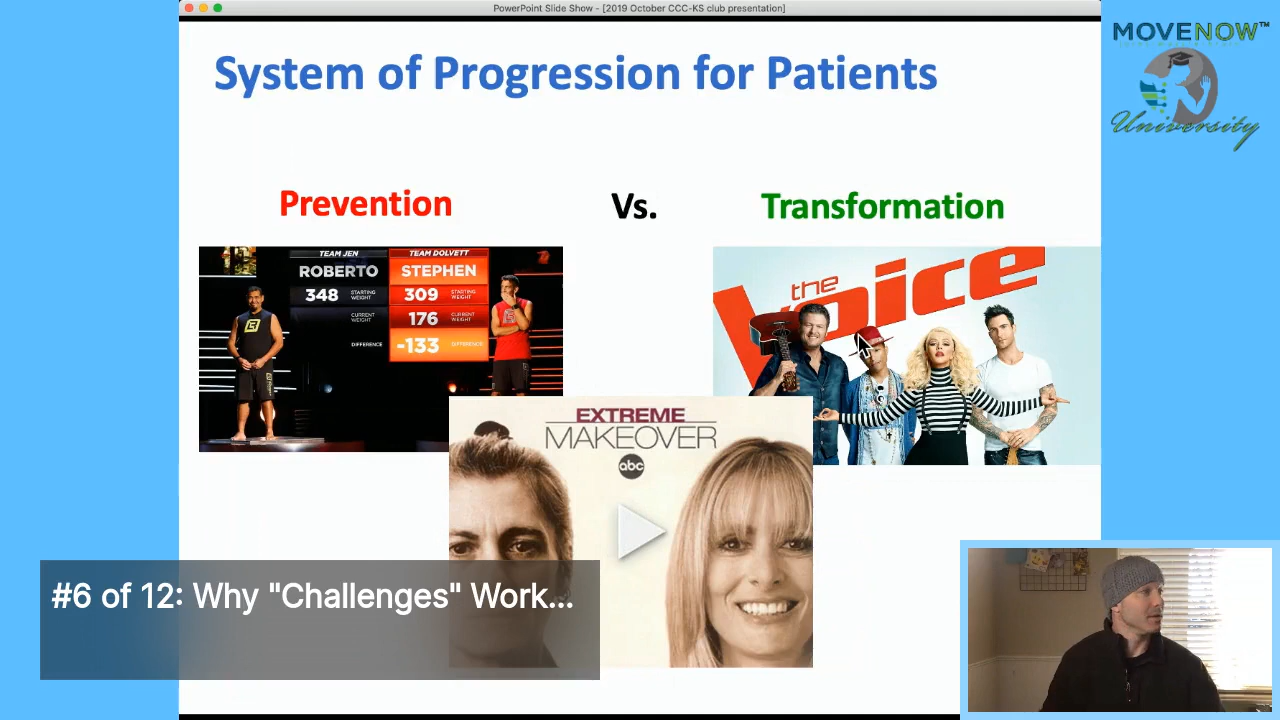 PowerPoint Slide Show - [2019 October CCC-KS club presentation]
MOVENOW™
University
System of Progression for Patients
Prevention
Vs.
Transformation
TEAM JEN
TEAM DOLVETT
ROBERTO
STEPHEN
348 STARTING WEIGHT
309 STARTING WEIGHT
CURRENT WEIGHT
176 CURRENT WEIGHT
DIFFERENCE
-133 DIFFERENCE
the Voice
EXTREME
MAKEOVER
abc
#6 of 12: Why "Challenges" Work...